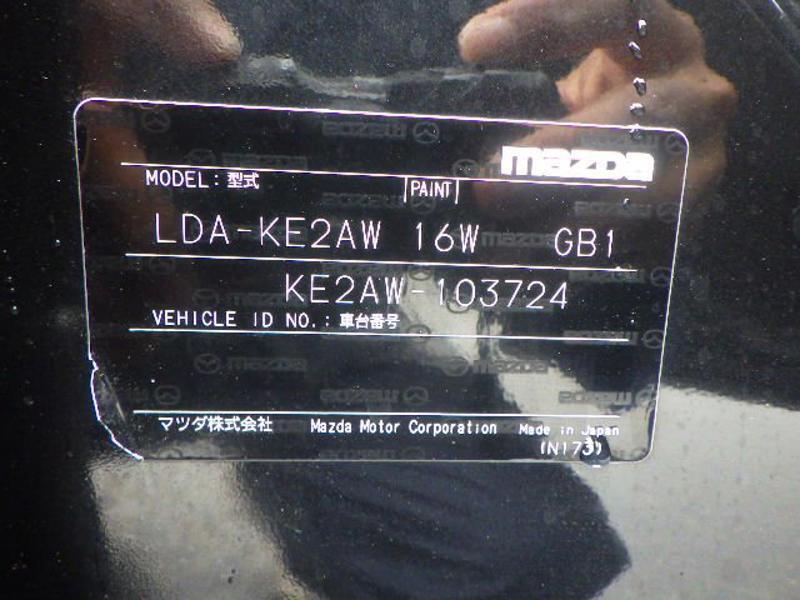 mazda
MODEL: 型式 PAINT
LDA-KE2AW 16W GB1
KE2AW-103724
VEHICLE ID NO.: 車台番号
マツダ株式会社 Mazda Motor Corporation Made in Japan
(N173)